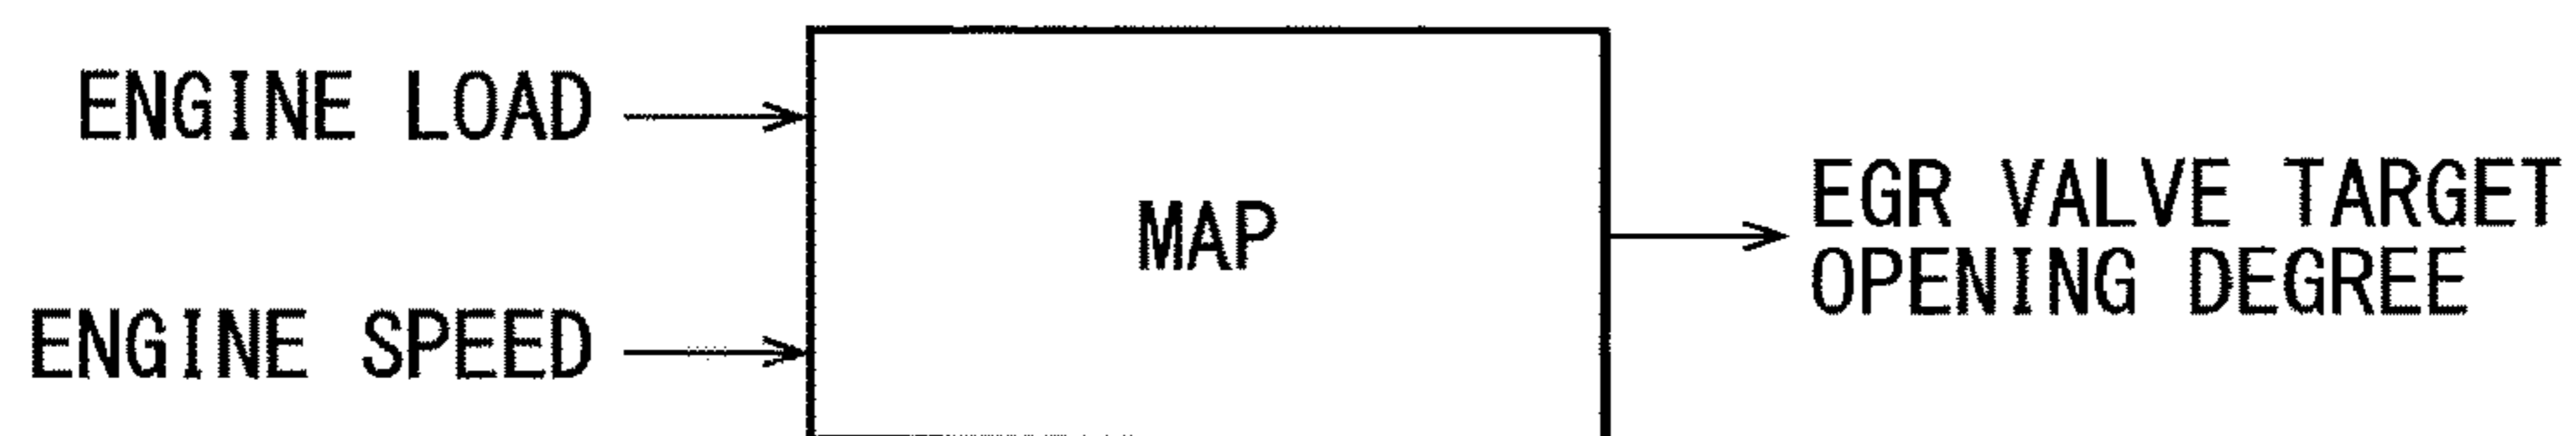 ENGINE LOAD
MAP
EGR VALVE TARGET
OPENING DEGREE
ENGINE SPEED